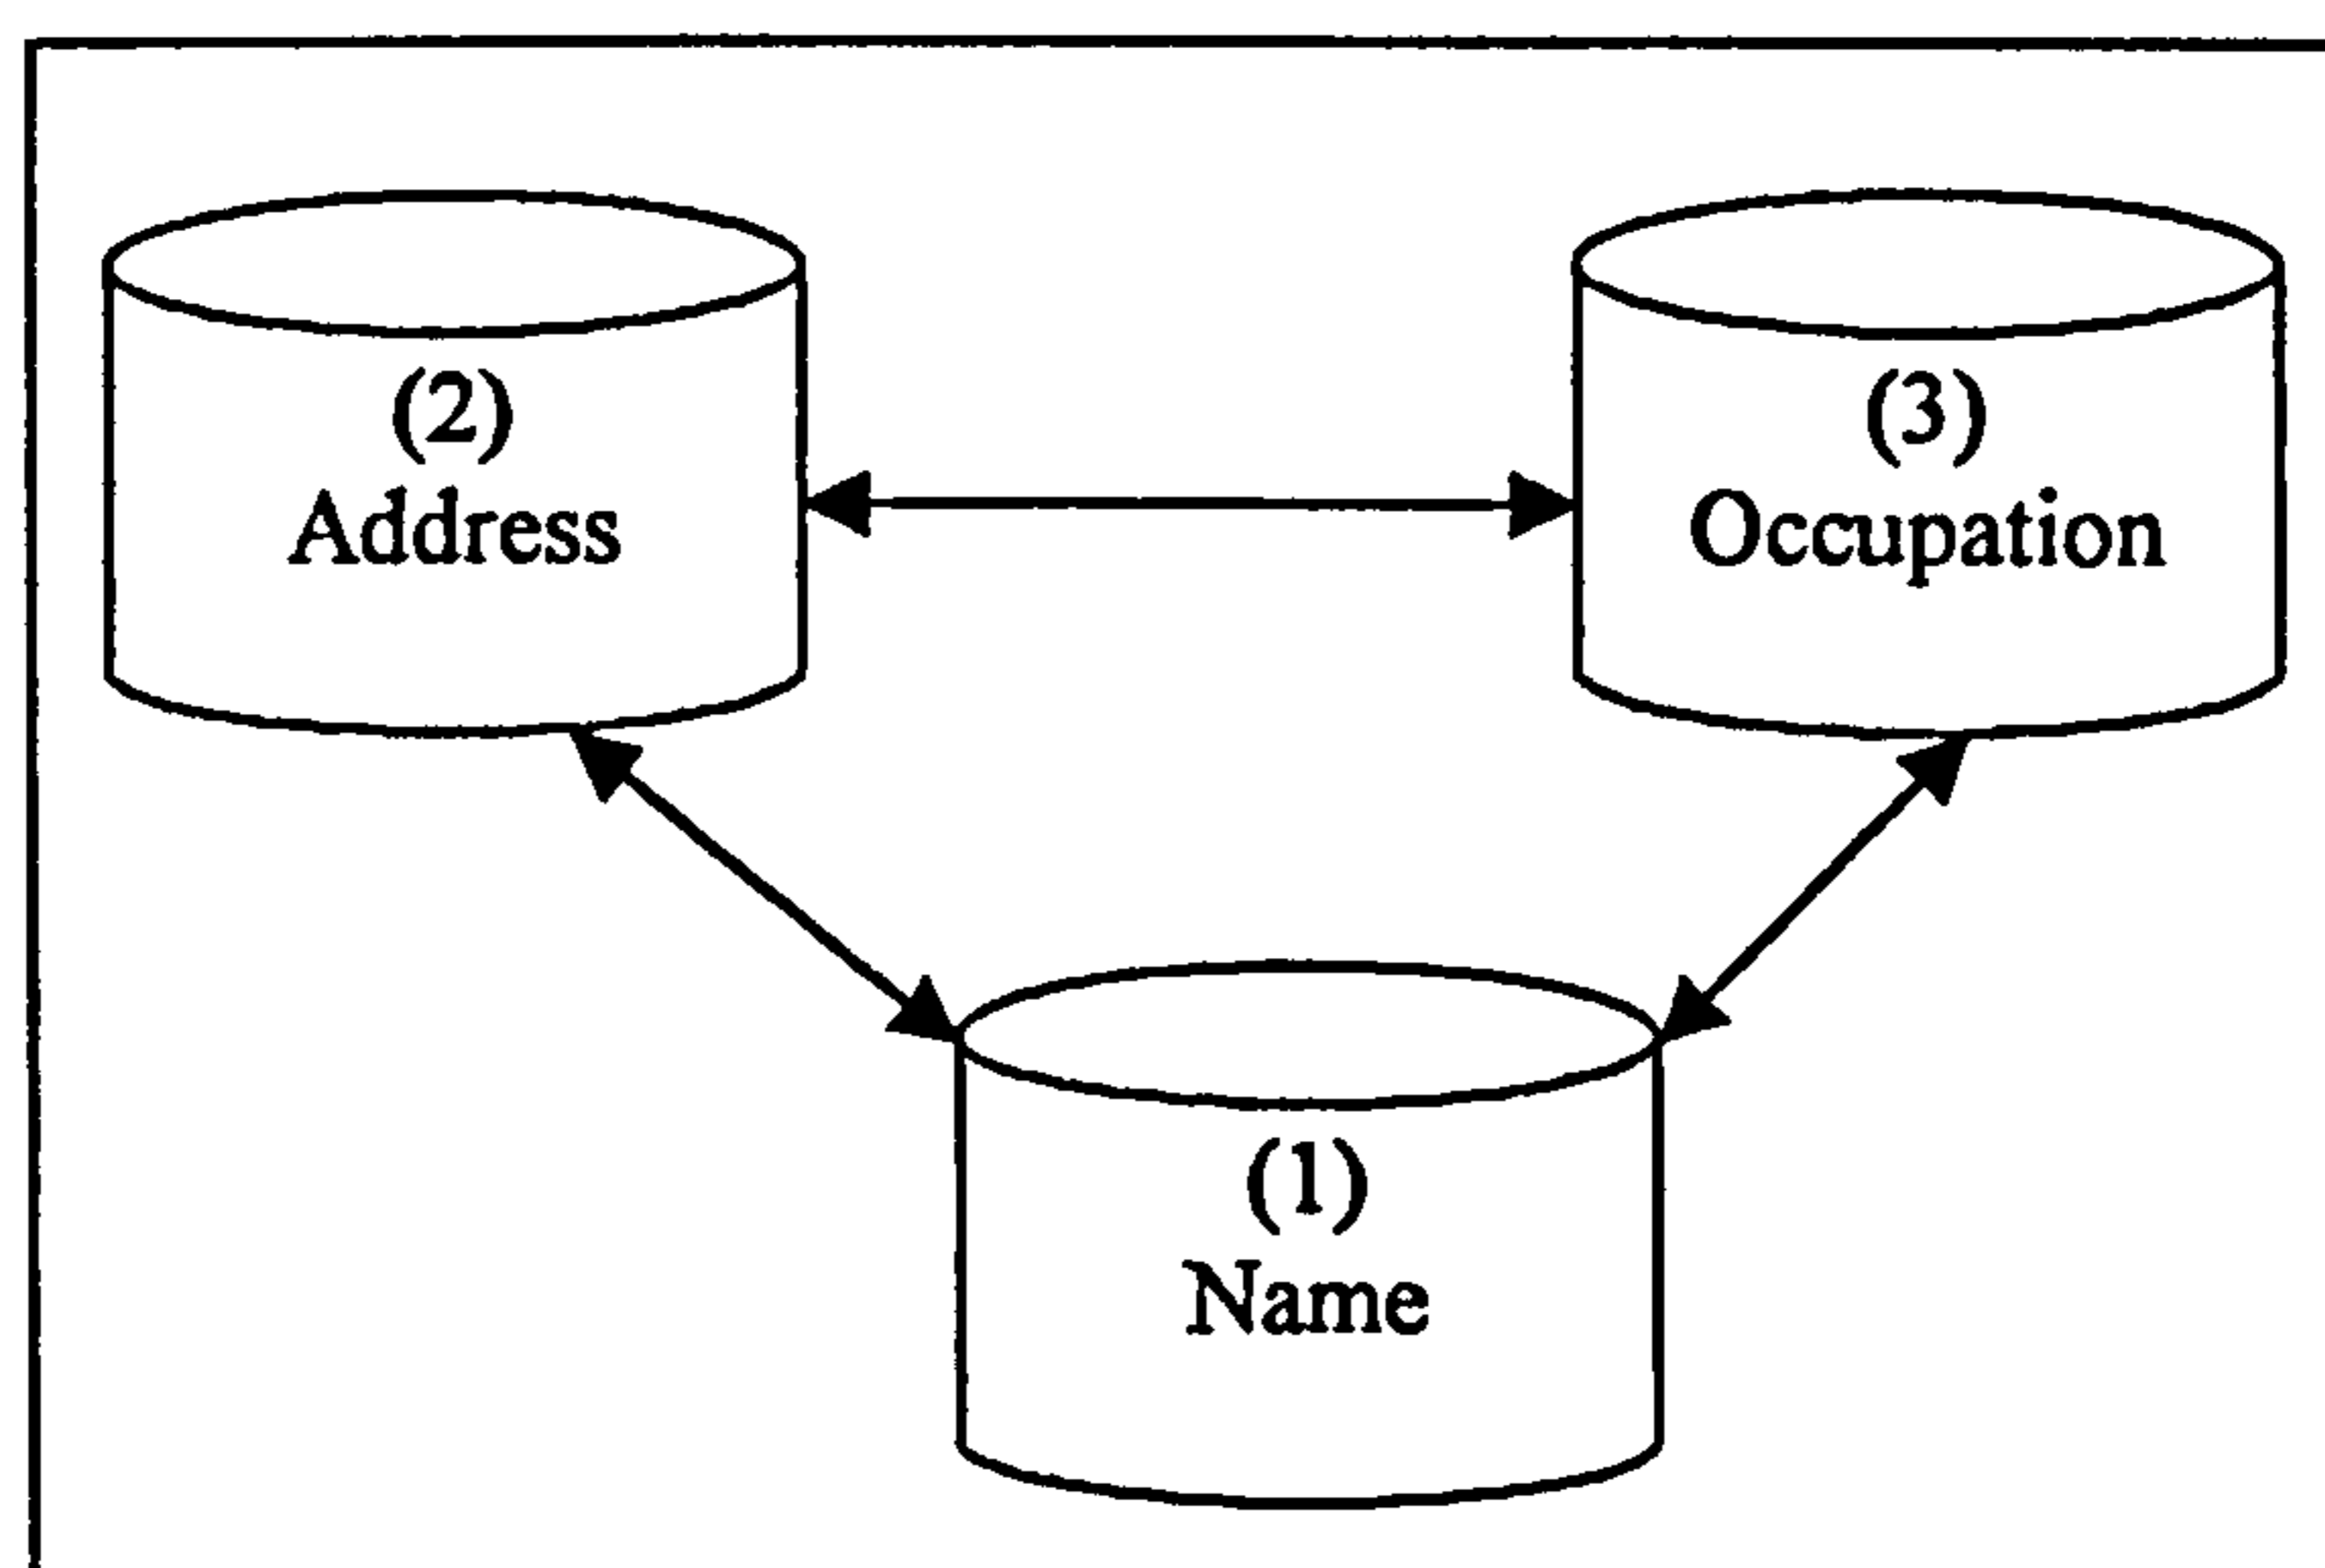 (2)
Address
(3)
Occupation
(1)
Name